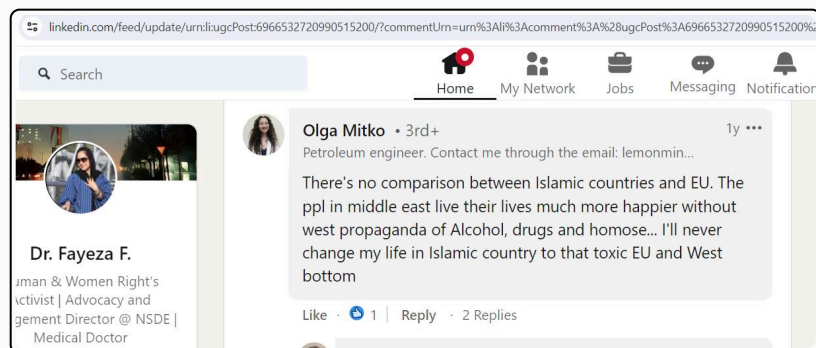 linkedin.com/feed/update/urn:li:ugcPost:6966532720990515200/?commentUrn=urn%3Ali%3Acomment%3A%28ugcPost%3A6966532720990515200%2
Search
Home
My Network
Jobs
Messaging
Notification
Olga Mitko • 3rd+
1y
Petroleum engineer. Contact me through the email: lemonmin...
There's no comparison between Islamic countries and EU. The
ppl in middle east live their lives much more happier without
west propaganda of Alcohol, drugs and homose... I'll never
change my life in Islamic country to that toxic EU and West
bottom
Like · 1 | Reply · 2 Replies
Dr. Fayeza F.
uman & Women Right's
Activist | Advocacy and
gement Director @ NSDE |
Medical Doctor